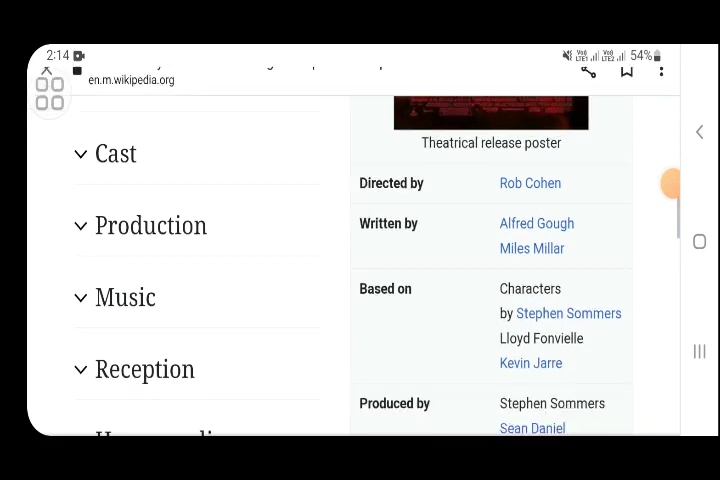 2:14
54%
en.m.wikipedia.org
Cast
Production
Music
Reception
Theatrical release poster
Directed by Rob Cohen
Written by Alfred Gough
Miles Millar
Based on Characters
by Stephen Sommers
Lloyd Fonvielle
Kevin Jarre
Produced by Stephen Sommers
Sean Daniel